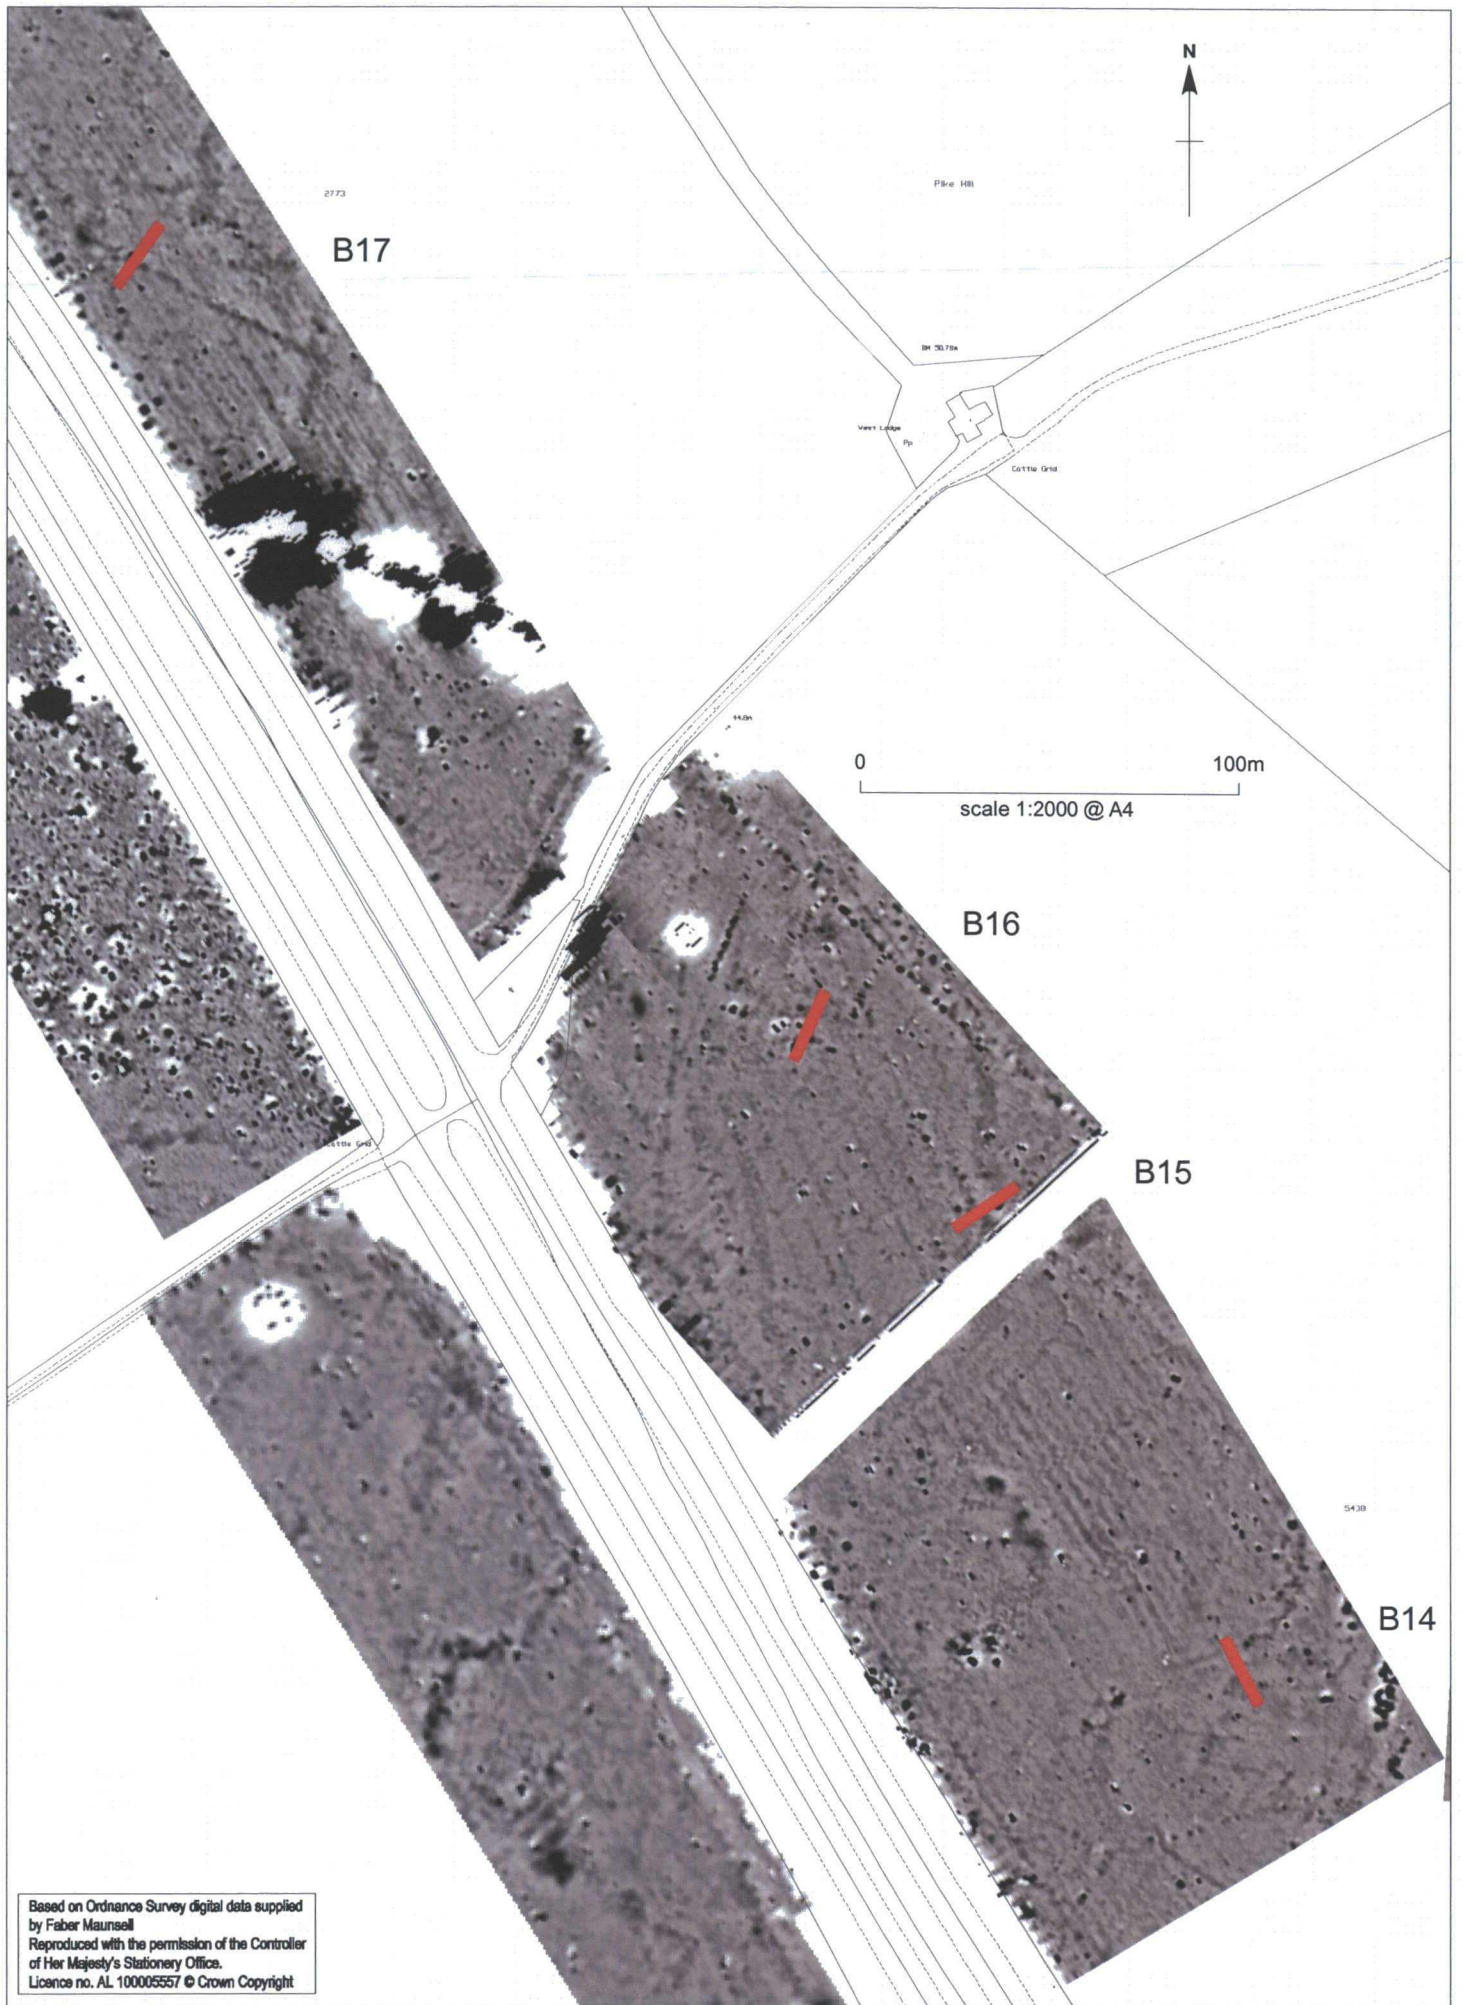 N
2773
Pike Hill
B17
BM 50.78m
West Lodge
Pp
Cattle Grid
44.8m
0 100m
scale 1:2000 @ A4
B16
Cattle Grid
B15
5438
B14
Based on Ordnance Survey digital data supplied
by Faber Maunsell
Reproduced with the permission of the Controller
of Her Majesty's Stationery Office.
Licence no. AL 100005557 © Crown Copyright